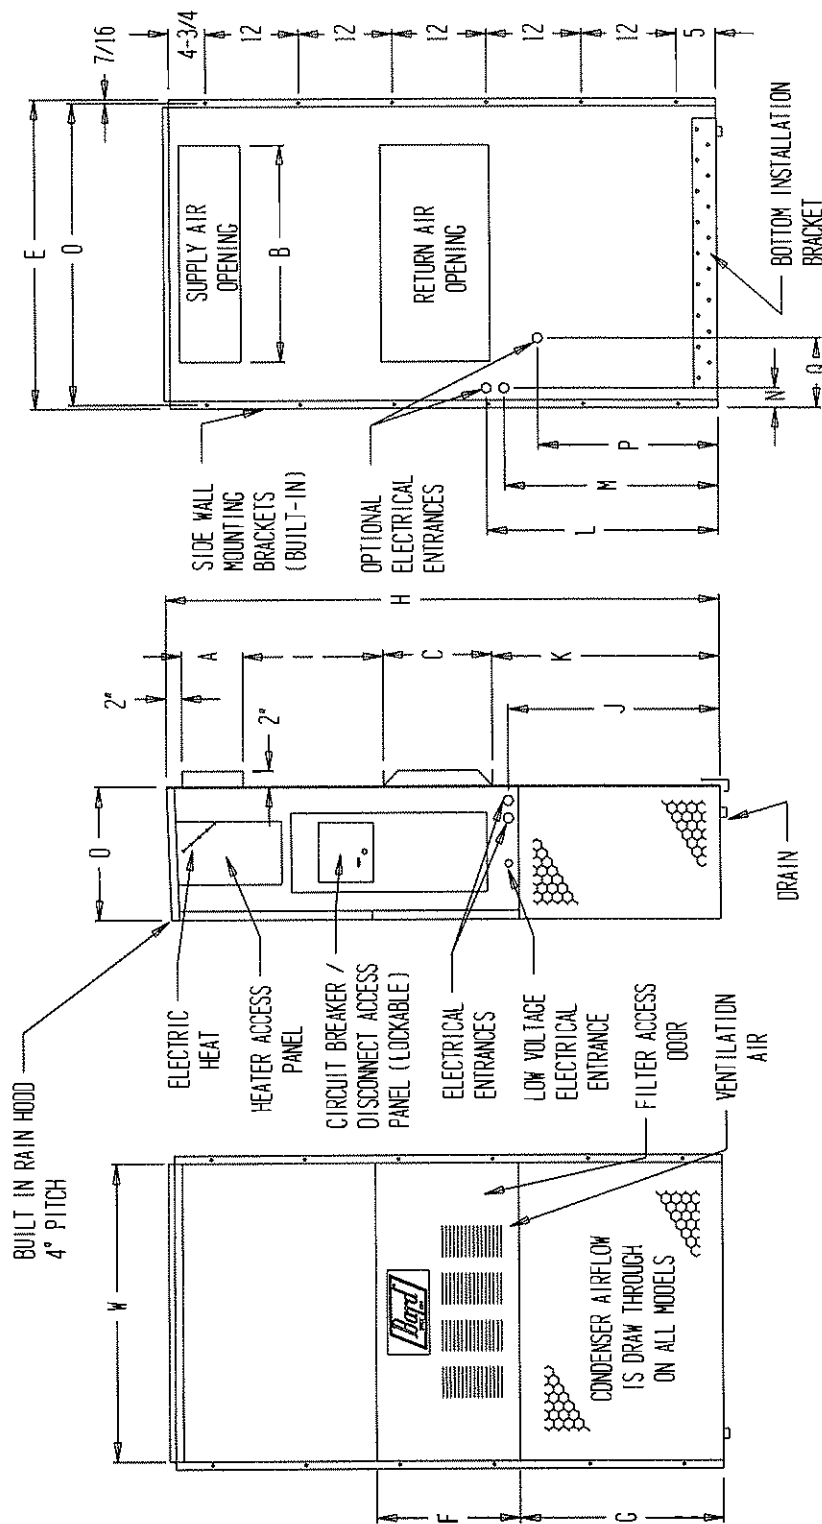 BUILT IN RAIN HOOD
4° PITCH
W
F
G
Bard
CONDENSER AIRFLOW
IS DRAW THROUGH
ON ALL MODELS
ELECTRIC
HEAT
HEATER ACCESS
PANEL
CIRCUIT BREAKER /
DISCONNECT ACCESS
PANEL (LOCKABLE)
ELECTRICAL
ENTRANCES
LOW VOLTAGE
ELECTRICAL
ENTRANCE
FILTER ACCESS
DOOR
VENTILATION
AIR
D
2"
A
2"
I
C
K
J
H
DRAIN
SIDE WALL
MOUNTING
BRACKETS
(BUILT-IN)
OPTIONAL
ELECTRICAL
ENTRANCES
E
O
SUPPLY AIR
OPENING
B
RETURN AIR
OPENING
L
M
P
N
Q
7/16
4-3/4
12
12
12
12
12
5
BOTTOM INSTALLATION
BRACKET